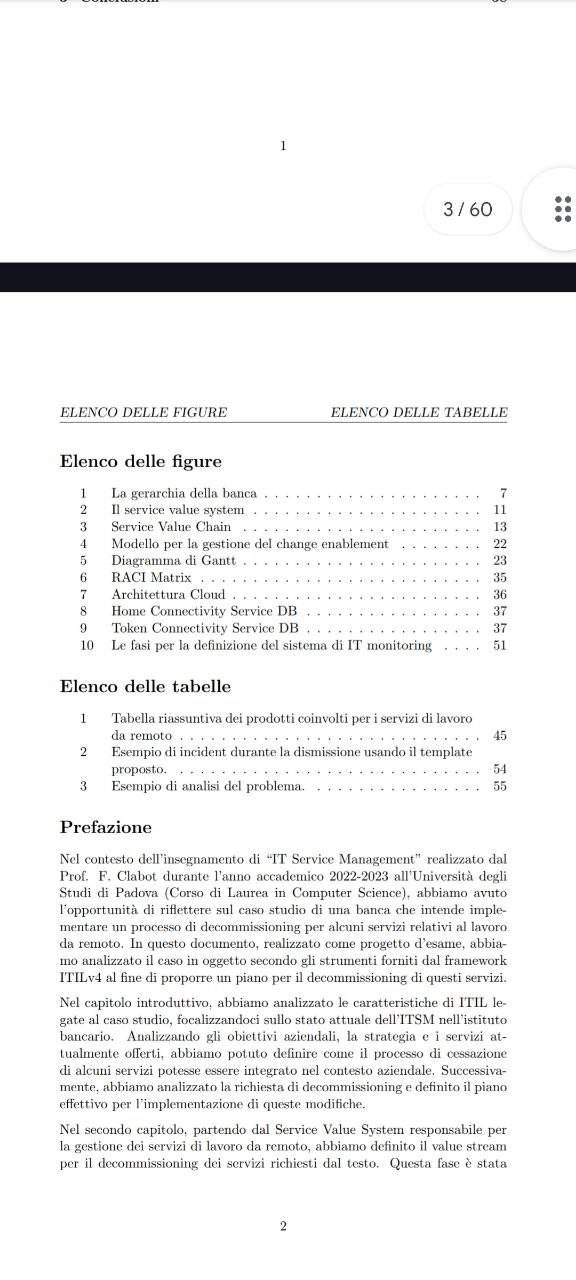 1
3 / 60
ELENCO DELLE FIGURE ELENCO DELLE TABELLE
Elenco delle figure
1 La gerarchia della banca . . . . . . . . . . . . . . . . . . . . . 7
2 Il service value system . . . . . . . . . . . . . . . . . . . . . . 11
3 Service Value Chain . . . . . . . . . . . . . . . . . . . . . . . 13
4 Modello per la gestione del change enablement . . . . . . . . 22
5 Diagramma di Gantt . . . . . . . . . . . . . . . . . . . . . . . 23
6 RACI Matrix . . . . . . . . . . . . . . . . . . . . . . . . . . . 35
7 Architettura Cloud . . . . . . . . . . . . . . . . . . . . . . . . 36
8 Home Connectivity Service DB . . . . . . . . . . . . . . . . . 37
9 Token Connectivity Service DB . . . . . . . . . . . . . . . . . 37
10 Le fasi per la definizione del sistema di IT monitoring . . . . 51
Elenco delle tabelle
1 Tabella riassuntiva dei prodotti coinvolti per i servizi di lavoro
da remoto . . . . . . . . . . . . . . . . . . . . . . . . . . . . . 45
2 Esempio di incident durante la dismissione usando il template
proposto. . . . . . . . . . . . . . . . . . . . . . . . . . . . . . 54
3 Esempio di analisi del problema. . . . . . . . . . . . . . . . . 55
Prefazione
Nel contesto dell'insegnamento di “IT Service Management” realizzato dal
Prof. F. Clabot durante l'anno accademico 2022-2023 all'Università degli
Studi di Padova (Corso di Laurea in Computer Science), abbiamo avuto
l'opportunità di riflettere sul caso studio di una banca che intende imple-
mentare un processo di decommissioning per alcuni servizi relativi al lavoro
da remoto. In questo documento, realizzato come progetto d'esame, abbia-
mo analizzato il caso in oggetto secondo gli strumenti forniti dal framework
ITILv4 al fine di proporre un piano per il decommissioning di questi servizi.
Nel capitolo introduttivo, abbiamo analizzato le caratteristiche di ITIL le-
gate al caso studio, focalizzandoci sullo stato attuale dell'ITSM nell'istituto
bancario. Analizzando gli obiettivi aziendali, la strategia e i servizi at-
tualmente offerti, abbiamo potuto definire come il processo di cessazione
di alcuni servizi potesse essere integrato nel contesto aziendale. Successiva-
mente, abbiamo analizzato la richiesta di decommissioning e definito il piano
effettivo per l'implementazione di queste modifiche.
Nel secondo capitolo, partendo dal Service Value System responsabile per
la gestione dei servizi di lavoro da remoto, abbiamo definito il value stream
per il decommissioning dei servizi richiesti dal testo. Questa fase è stata
2